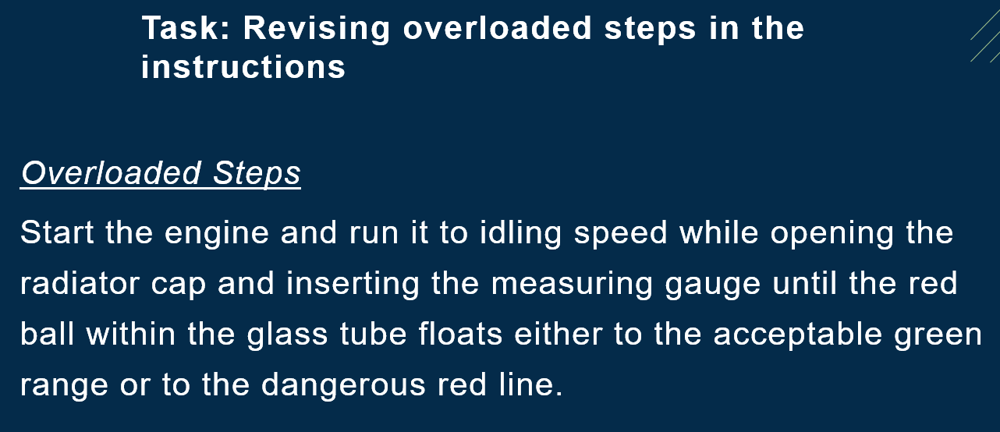 Task: Revising overloaded steps in the
instructions
Overloaded Steps
Start the engine and run it to idling speed while opening the
radiator cap and inserting the measuring gauge until the red
ball within the glass tube floats either to the acceptable green
range or to the dangerous red line.